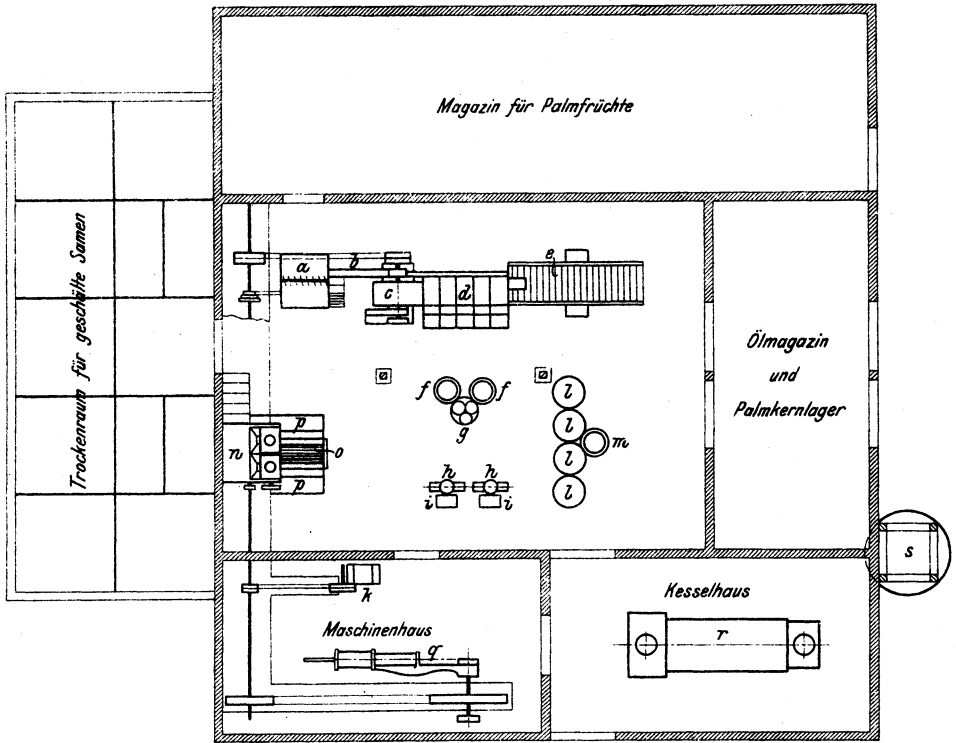 Magazin für Palmfrüchte
Trockenraum für geschälte Samen
a
b
c
d
e
Ölmagazin
und
Palmkernlager
f
f
g
l
l
l
l
m
n
p
o
p
h
h
i
i
k
s
Maschinenhaus
q
Kesselhaus
r